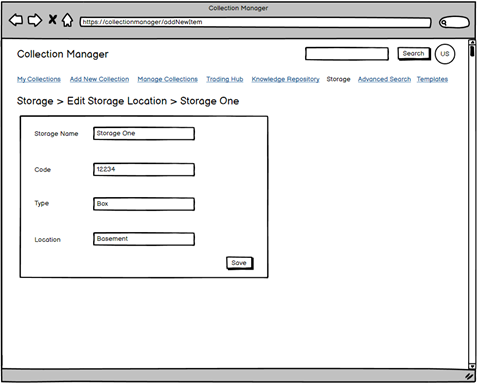 Collection Manager
https://collectionmanager/addNewItem
Collection Manager
Search
US
My Collections Add New Collection Manage Collections Trading Hub Knowledge Repository Storage Advanced Search Templates
Storage > Edit Storage Location > Storage One
Storage Name Storage One
Code 12234
Type Box
Location Basement
Save